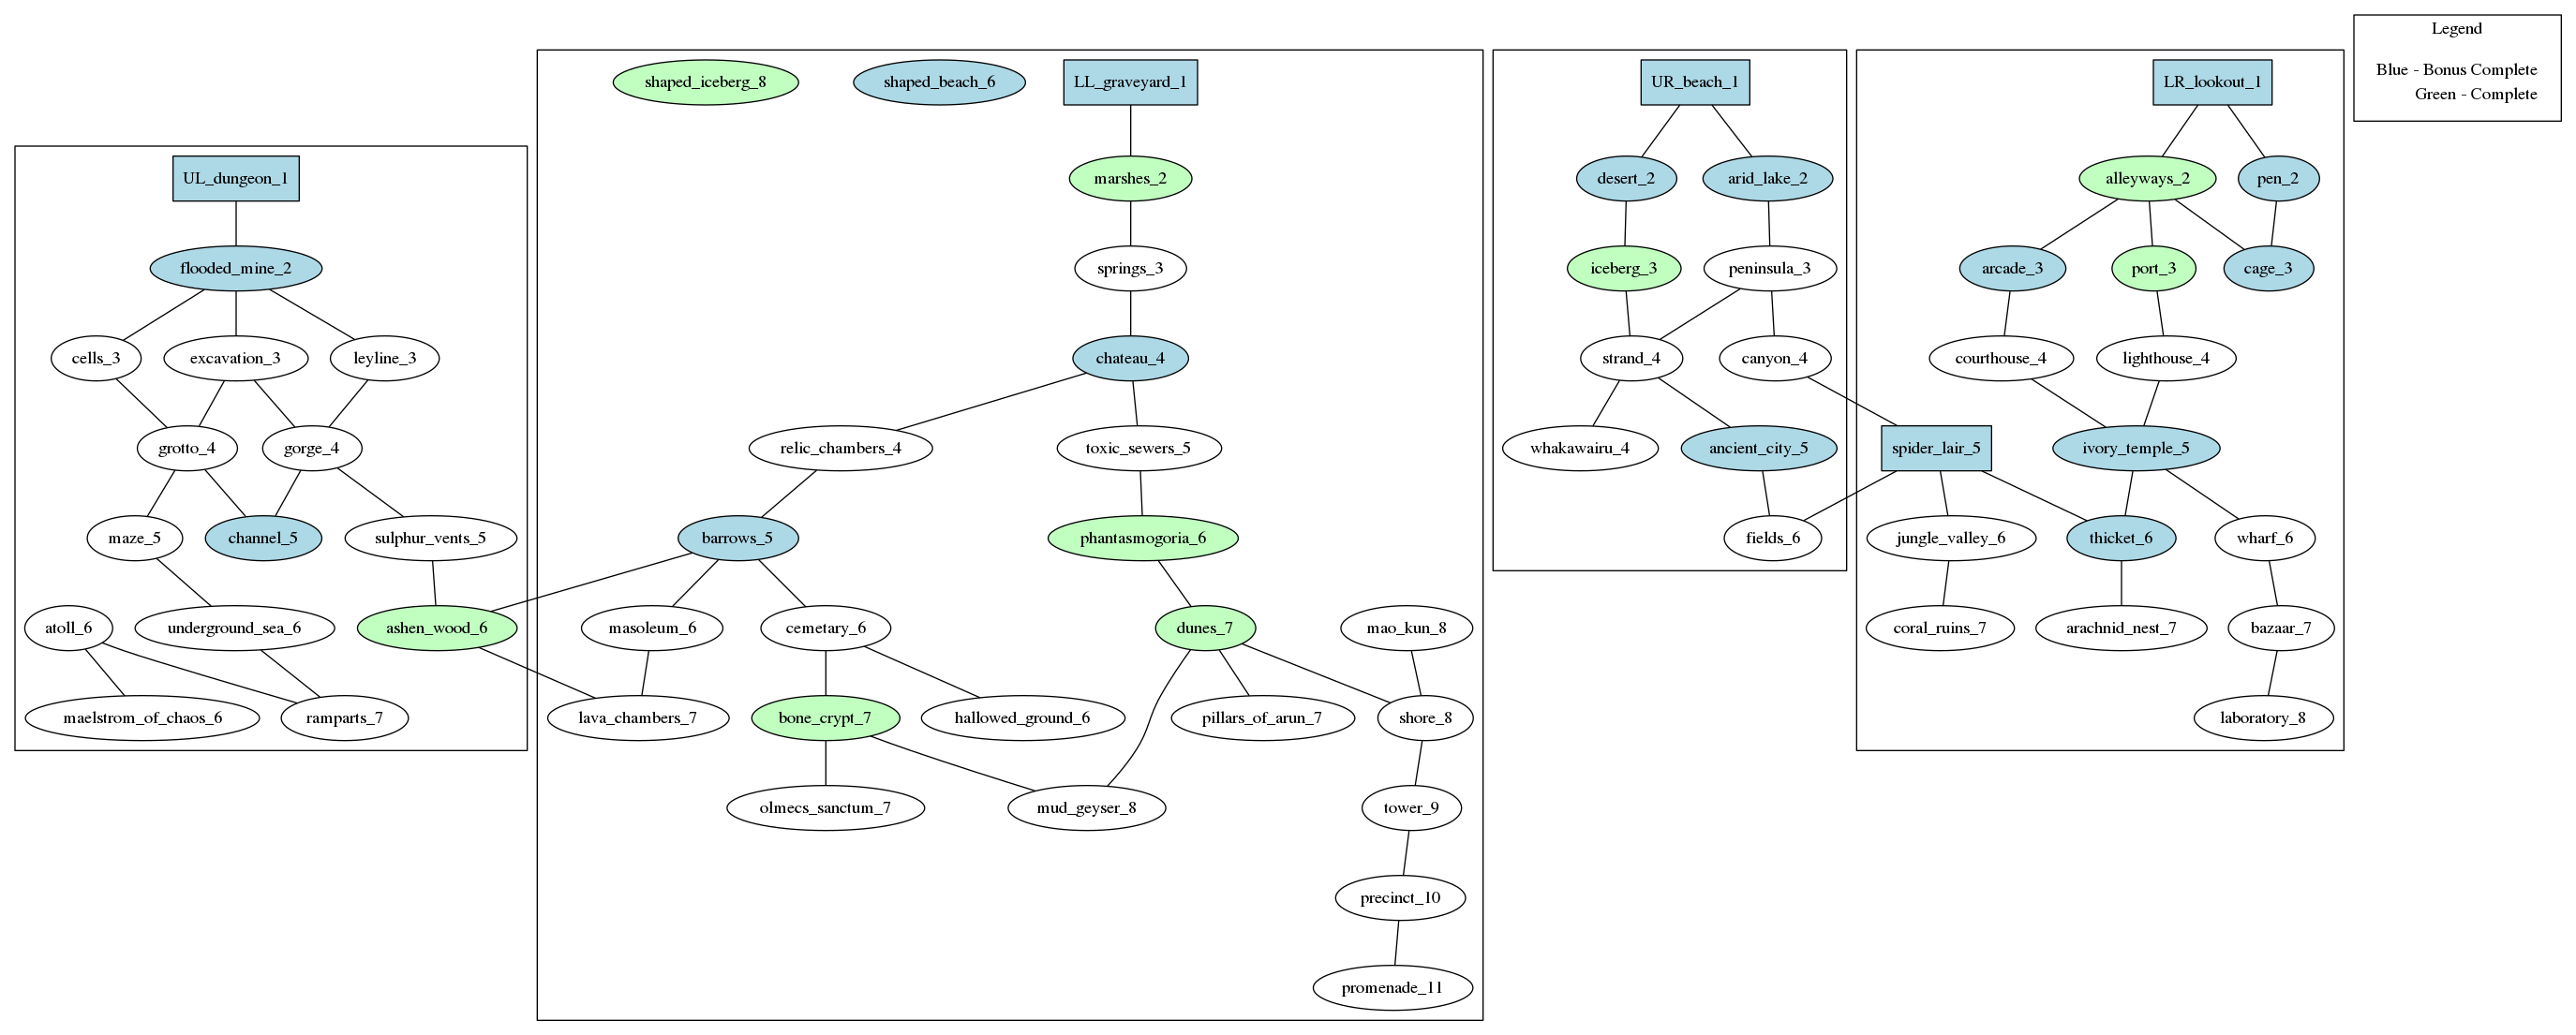 Legend
Blue - Bonus Complete
Green - Complete
shaped_iceberg_8
shaped_beach_6
LL_graveyard_1
UR_beach_1
LR_lookout_1
UL_dungeon_1
marshes_2
desert_2
arid_lake_2
alleyways_2
pen_2
flooded_mine_2
springs_3
iceberg_3
peninsula_3
arcade_3
port_3
cage_3
cells_3
excavation_3
leyline_3
chateau_4
strand_4
canyon_4
courthouse_4
lighthouse_4
grotto_4
gorge_4
relic_chambers_4
toxic_sewers_5
whakawairu_4
ancient_city_5
spider_lair_5
ivory_temple_5
maze_5
channel_5
sulphur_vents_5
barrows_5
phantasmogoria_6
fields_6
jungle_valley_6
thicket_6
wharf_6
atoll_6
underground_sea_6
ashen_wood_6
masoleum_6
cemetary_6
dunes_7
mao_kun_8
coral_ruins_7
arachnid_nest_7
bazaar_7
maelstrom_of_chaos_6
ramparts_7
lava_chambers_7
bone_crypt_7
hallowed_ground_6
pillars_of_arun_7
shore_8
laboratory_8
olmecs_sanctum_7
mud_geyser_8
tower_9
precinct_10
promenade_11